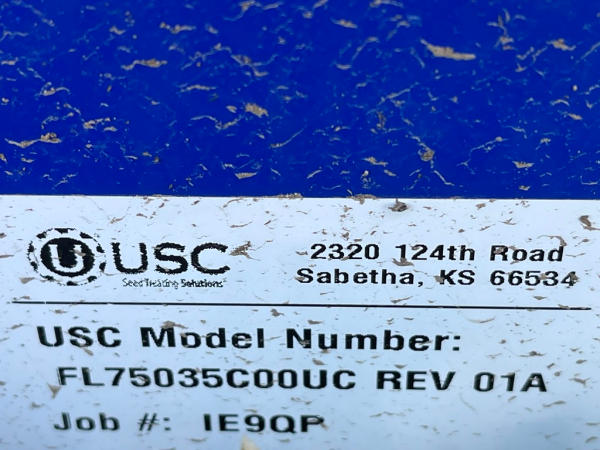 U USC
Seed Treating Solutions
2320 124th Road
Sabetha, KS 66534
USC Model Number:
FL75035C00UC REV 01A
Job #: IE9QP